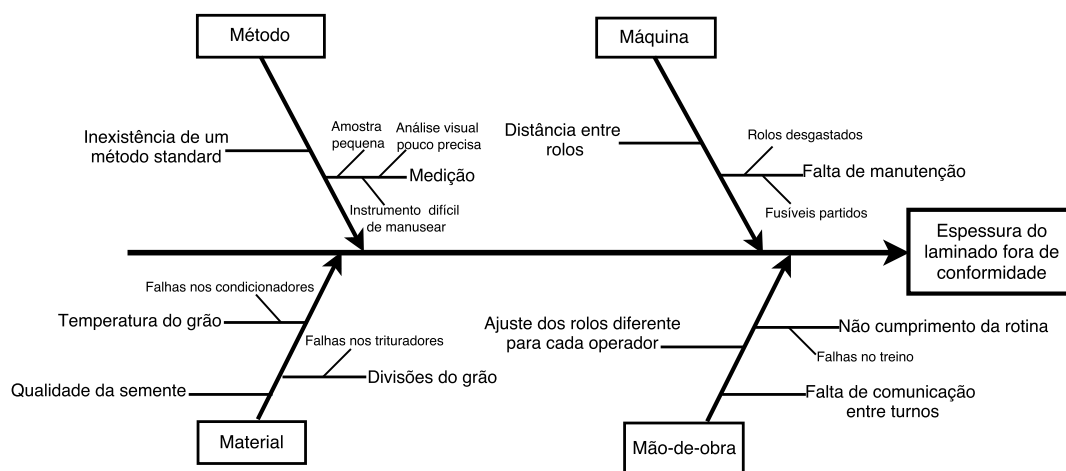 Método
Máquina
Inexistência de um
método standard
Amostra
pequena
Análise visual
pouco precisa
Medição
Instrumento difícil
de manusear
Distância entre
rolos
Rolos desgastados
Falta de manutenção
Fusíveis partidos
Espessura do
laminado fora de
conformidade
Falhas nos condicionadores
Temperatura do grão
Falhas nos trituradores
Divisões do grão
Qualidade da semente
Material
Ajuste dos rolos diferente
para cada operador
Não cumprimento da rotina
Falhas no treino
Falta de comunicação
entre turnos
Mão-de-obra